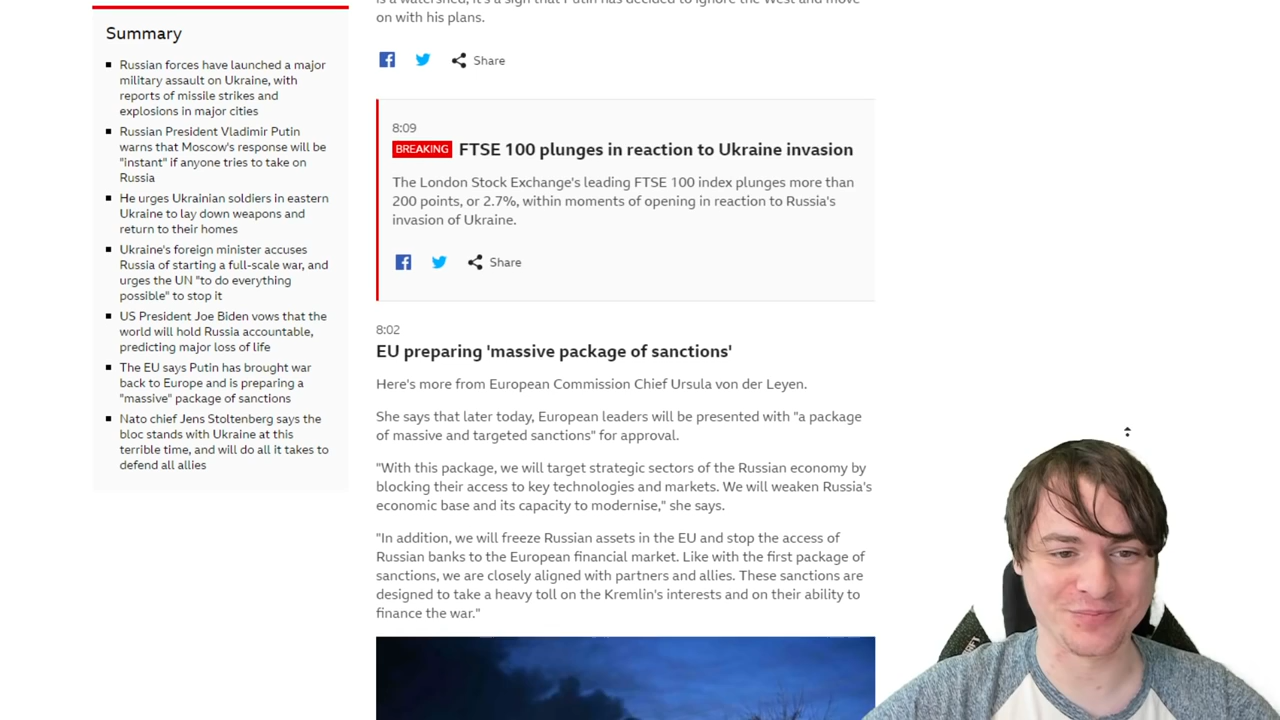 Summary
Russian forces have launched a major
military assault on Ukraine, with
reports of missile strikes and
explosions in major cities
Russian President Vladimir Putin
warns that Moscow's response will be
"instant" if anyone tries to take on
Russia
He urges Ukrainian soldiers in eastern
Ukraine to lay down weapons and
return to their homes
Ukraine's foreign minister accuses
Russia of starting a full-scale war, and
urges the UN "to do everything
possible" to stop it
US President Joe Biden vows that the
world will hold Russia accountable,
predicting major loss of life
The EU says Putin has brought war
back to Europe and is preparing a
"massive" package of sanctions
Nato chief Jens Stoltenberg says the
bloc stands with Ukraine at this
terrible time, and will do all it takes to
defend all allies
is a watershed, it's a sign that Putin has decided to ignore the West and move
on with his plans.
Share
8:09
BREAKING FTSE 100 plunges in reaction to Ukraine invasion
The London Stock Exchange's leading FTSE 100 index plunges more than
200 points, or 2.7%, within moments of opening in reaction to Russia's
invasion of Ukraine.
Share
8:02
EU preparing 'massive package of sanctions'
Here's more from European Commission Chief Ursula von der Leyen.
She says that later today, European leaders will be presented with "a package
of massive and targeted sanctions" for approval.
"With this package, we will target strategic sectors of the Russian economy by
blocking their access to key technologies and markets. We will weaken Russia's
economic base and its capacity to modernise," she says.
"In addition, we will freeze Russian assets in the EU and stop the access of
Russian banks to the European financial market. Like with the first package of
sanctions, we are closely aligned with partners and allies. These sanctions are
designed to take a heavy toll on the Kremlin's interests and on their ability to
finance the war."